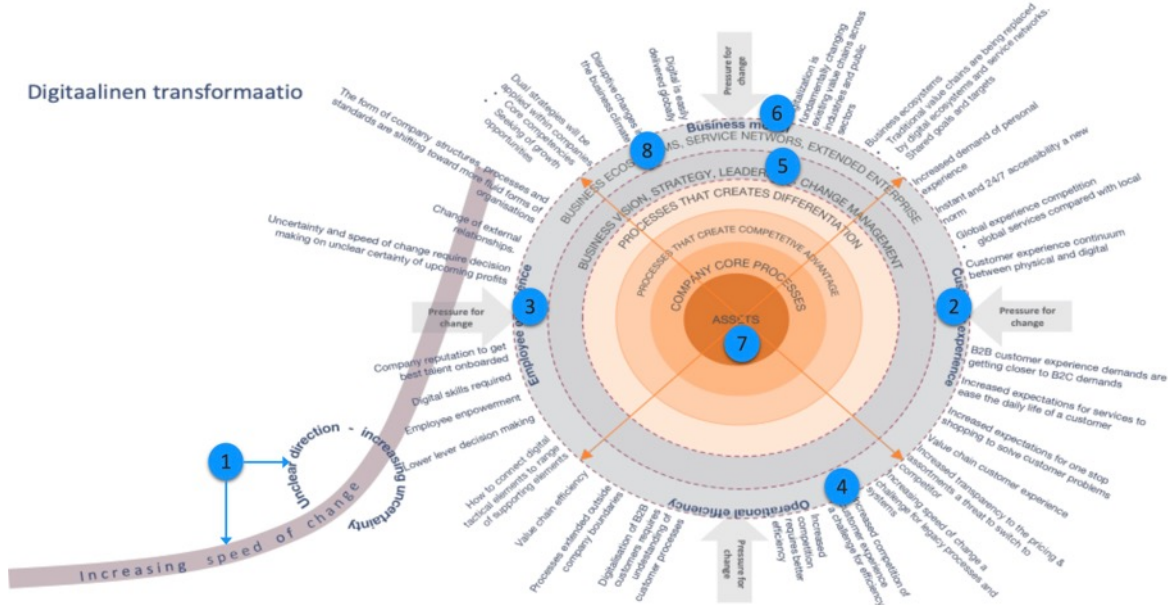 Digitaalinen transformaatio
Increasing speed of change
Unclear direction - increasing
uncertainty
1
The form of company structures, processes and
standards are shifting toward more fluid forms of
organisations
Dual strategies will be
applied within companies,
• Core competencies
• Seeking of growth
opportunities
Disruptive changes in
the business climate
Digital is easily
delivered globally
Pressure for
change
6
fundamentally changing
existing value chains across
industries and public
sectors
• Business ecosystems
Traditional value chains are being replaced
by digital ecosystems and service networks.
• Shared goals and targets
Increased demand of personal
experience
Instant and 24/7 accessibility a new
norm
Global experience competition
• global services compared with local
Customer experience continuum
between physical and digital
Pressure for
change
2
B2B customer experience demands are
getting closer to B2C demands
Increased expectations for services to
ease the daily life of a customer
Increased expectations for one stop
shopping to solve customer problems
Value chain customer experience
Increased transparency to the pricing &
assortments a threat to switch to
competitor
Increasing speed of change a
challenge for legacy processes and
systems
4
Increased competition of
customer experience
a challenge for efficiency
Increased
competition
requires better
efficiency
Pressure for
change
Digitalisation of B2B
customers requires
undestanding of
customer processes
Processes extended outside
company boundaries
Value chain efficiency
How to connect digital
tactical elements to range
of supporting elements
Lower level decision making
Employee enpowerment
Digital skills required
Company reputation to get
best talent onboarded
Pressure for
change
3
Uncertainty and speed of change require decision
making on unclear certainty of upcoming profits
Change of external
relationships.
Business
Employee
experience
Operational efficiency
8
SERVICE NETWORS, EXTENDED ENTERPRISE
BUSINESS
5
BUSINESS VISION, STRATEGY,
CHANGE MANAGEMENT
PROCESSES THAT CREATES DIFFERENTIATION
PROCESSES THAT CREATE COMPETETIVE ADVANTAGE
COMPANY CORE PROCESSES
ASSETS
7